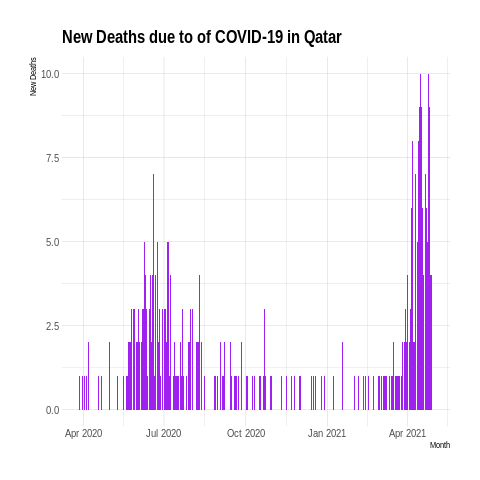 New Deaths due to of COVID-19 in Qatar
New Deaths
10.0
7.5
5.0
2.5
0.0
Apr 2020 Jul 2020 Oct 2020 Jan 2021 Apr 2021
Month